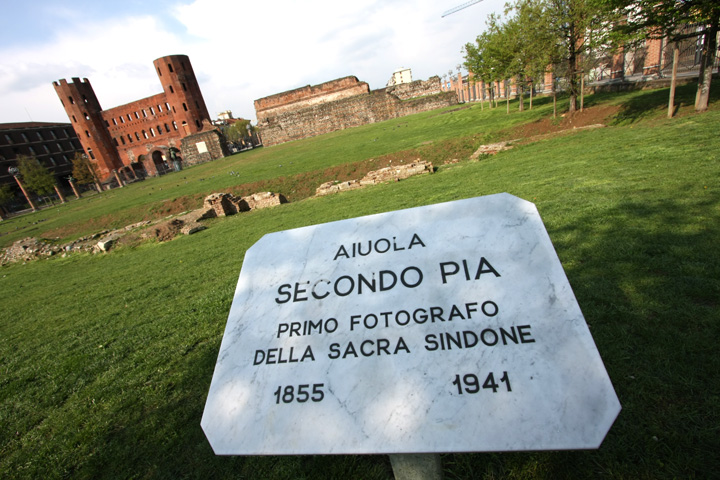 AIUOLA
SECONDO PIA
PRIMO FOTOGRAFO
DELLA SACRA SINDONE
1855 1941